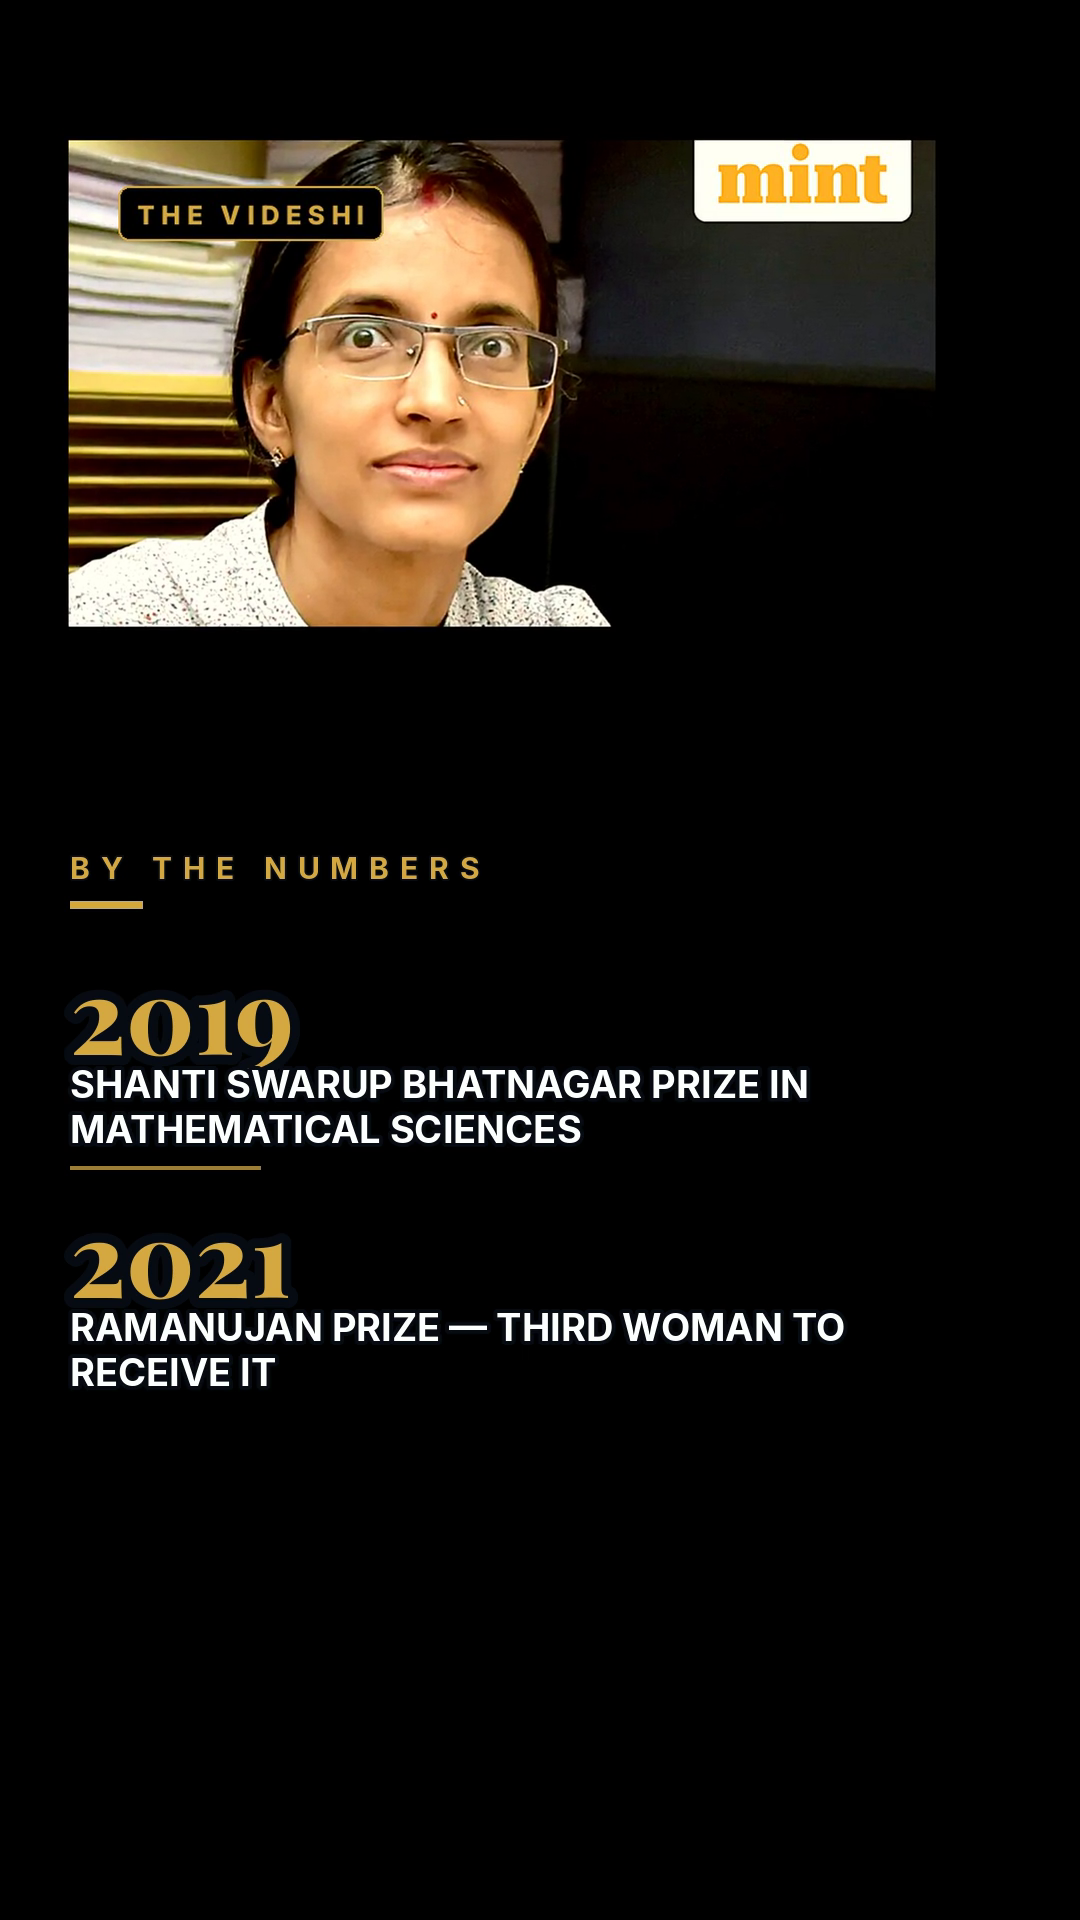 THE VIDESHI
mint
BY THE NUMBERS
2019
SHANTI SWARUP BHATNAGAR PRIZE IN
MATHEMATICAL SCIENCES
2021
RAMANUJAN PRIZE — THIRD WOMAN TO
RECEIVE IT